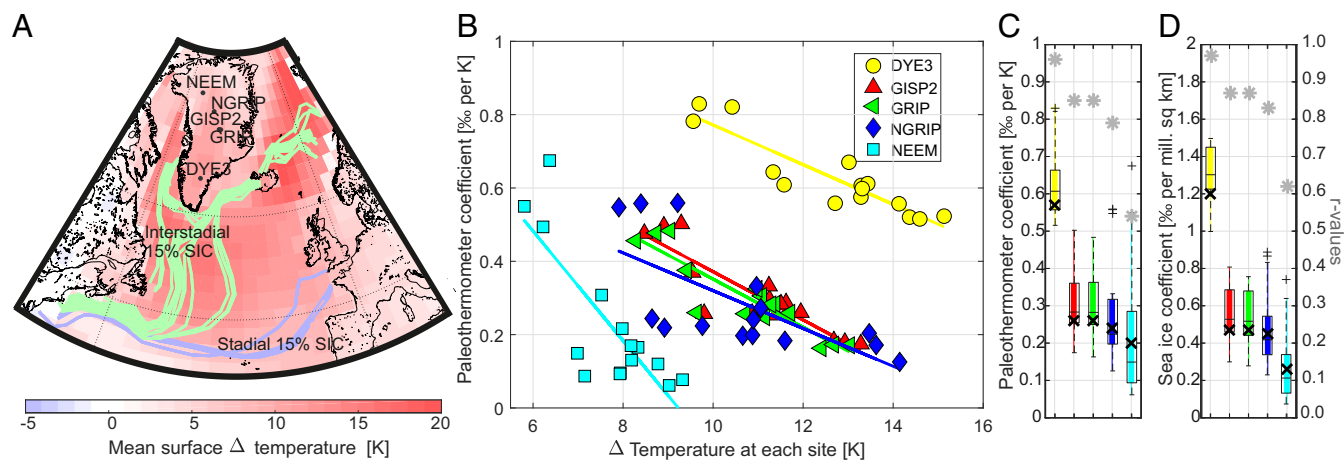 A
NEEM
NGRIP
GISP2
GRIP
DYE3
Interstadial
15% SIC
Stadial 15% SIC
-5 0 5 10 15 20
Mean surface Δ temperature [K]
B
Paleothermometer coefficient [‰ per K]
1
0.8
0.6
0.4
0.2
0
6 8 10 12 14 16
Δ Temperature at each site [K]
DYE3
GISP2
GRIP
NGRIP
NEEM
C
Paleothermometer coefficient [‰ per K]
1
0.9
0.8
0.7
0.6
0.5
0.4
0.3
0.2
0.1
0
D
Sea ice coefficient [‰ per mill. sq km]
2
1.8
1.6
1.4
1.2
1
0.8
0.6
0.4
0.2
0
1.0
0.9
0.8
0.7
0.6
0.5
0.4
0.3
0.2
0.1
0.0
r-values